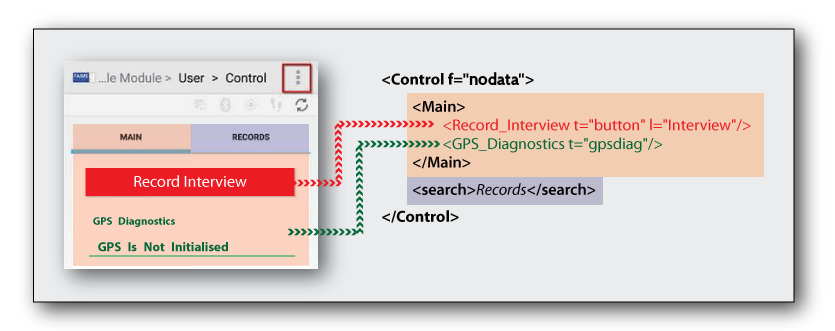 FAIMS ...le Module > User > Control
MAIN
RECORDS
Record Interview
GPS Diagnostics
GPS Is Not Initialised
<Control f="nodata">
<Main>
<Record_Interview t="button" l="Interview"/>
<GPS_Diagnostics t="gpsdiag"/>
</Main>
<search>Records</search>
</Control>